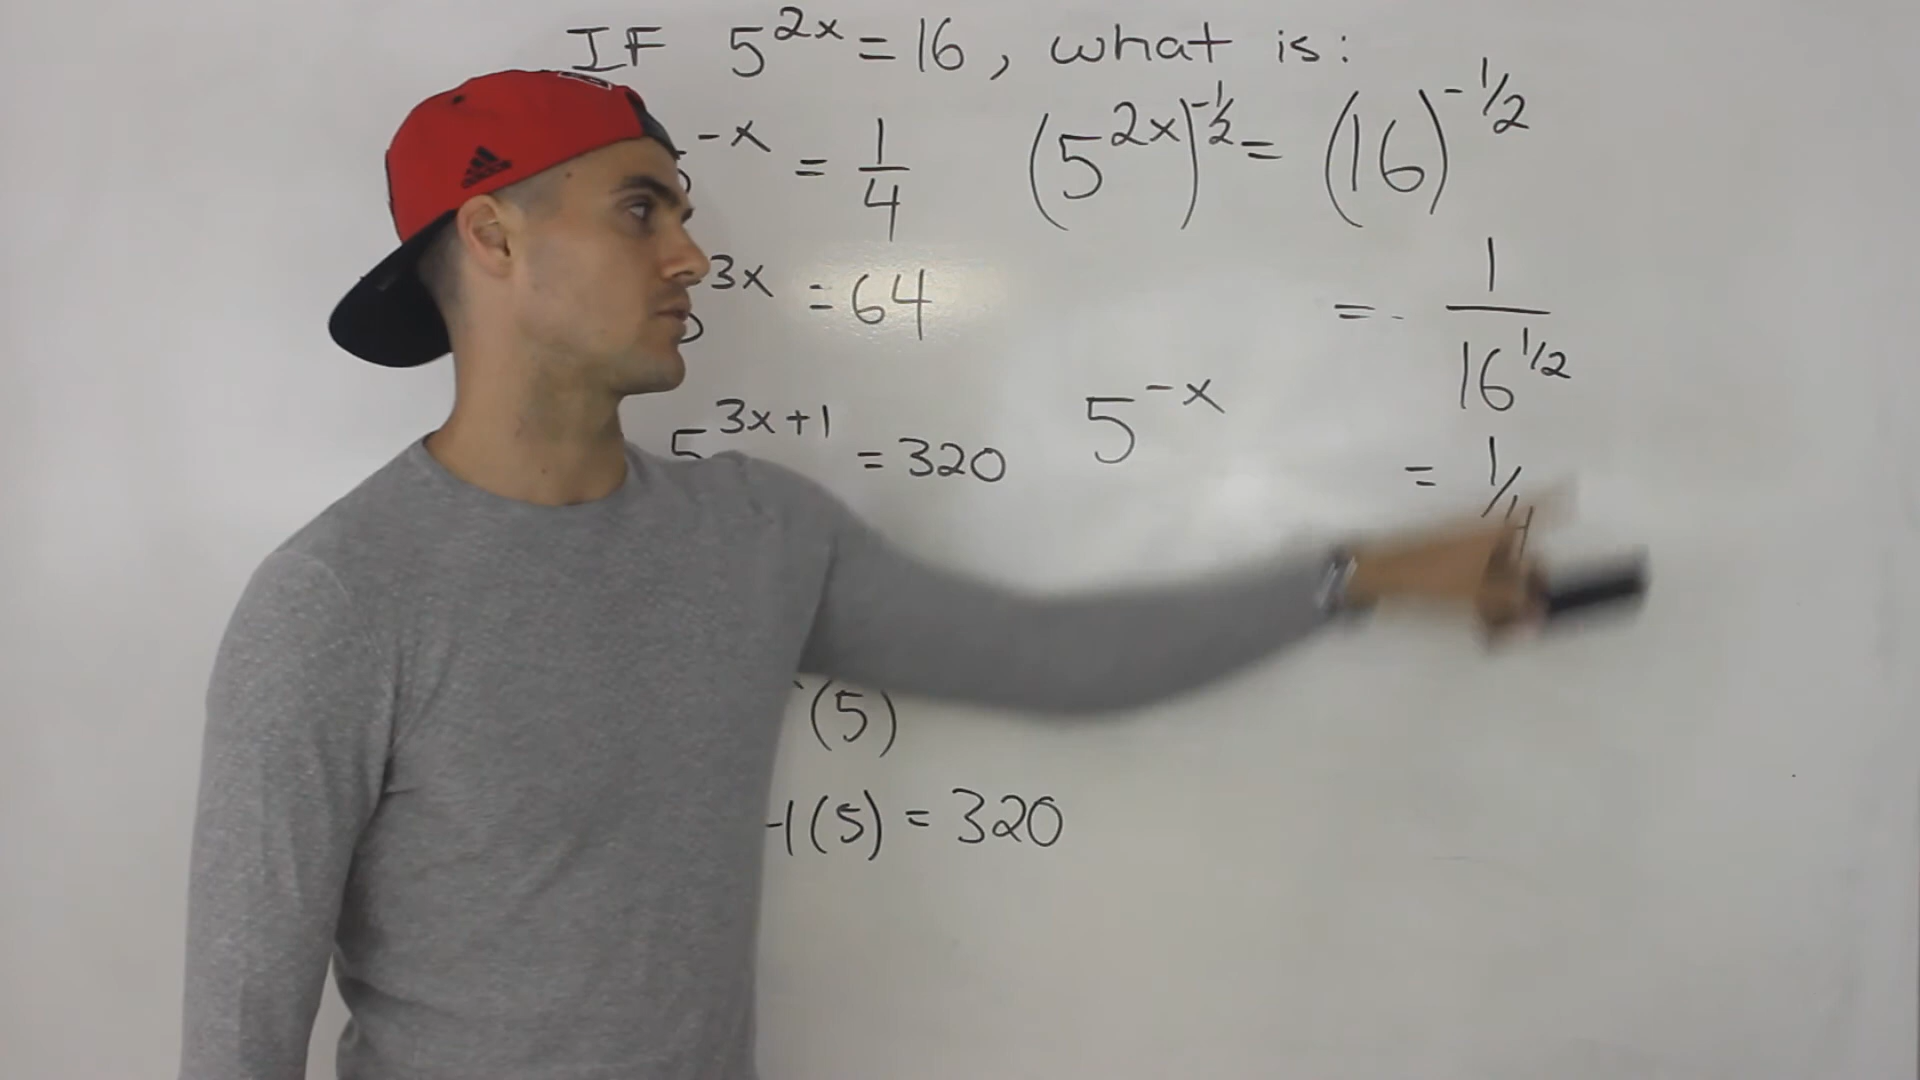 IF 5^2x = 16, what is:
5^-x = 1/4
(5^2x)^-1/2 = (16)^-1/2
3x = 64
= 1/16^1/2
5^3x+1 = 320
5^-x
= 1/4
(5)
(5) = 320